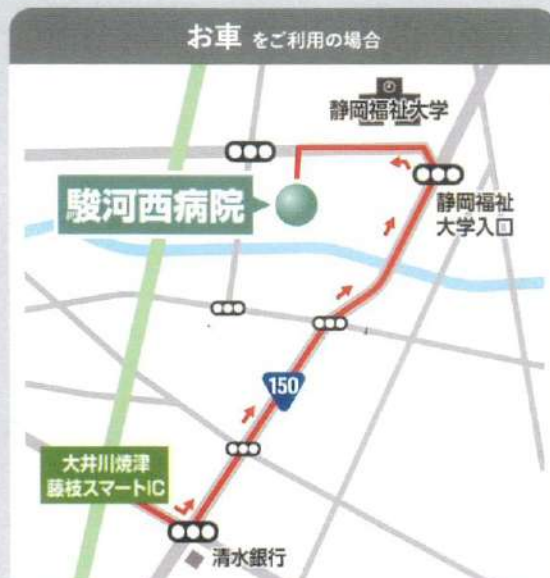 お車 をご利用の場合
静岡福祉大学
駿河西病院
静岡福祉
大学入口
150
大井川焼津
藤枝スマートIC
清水銀行